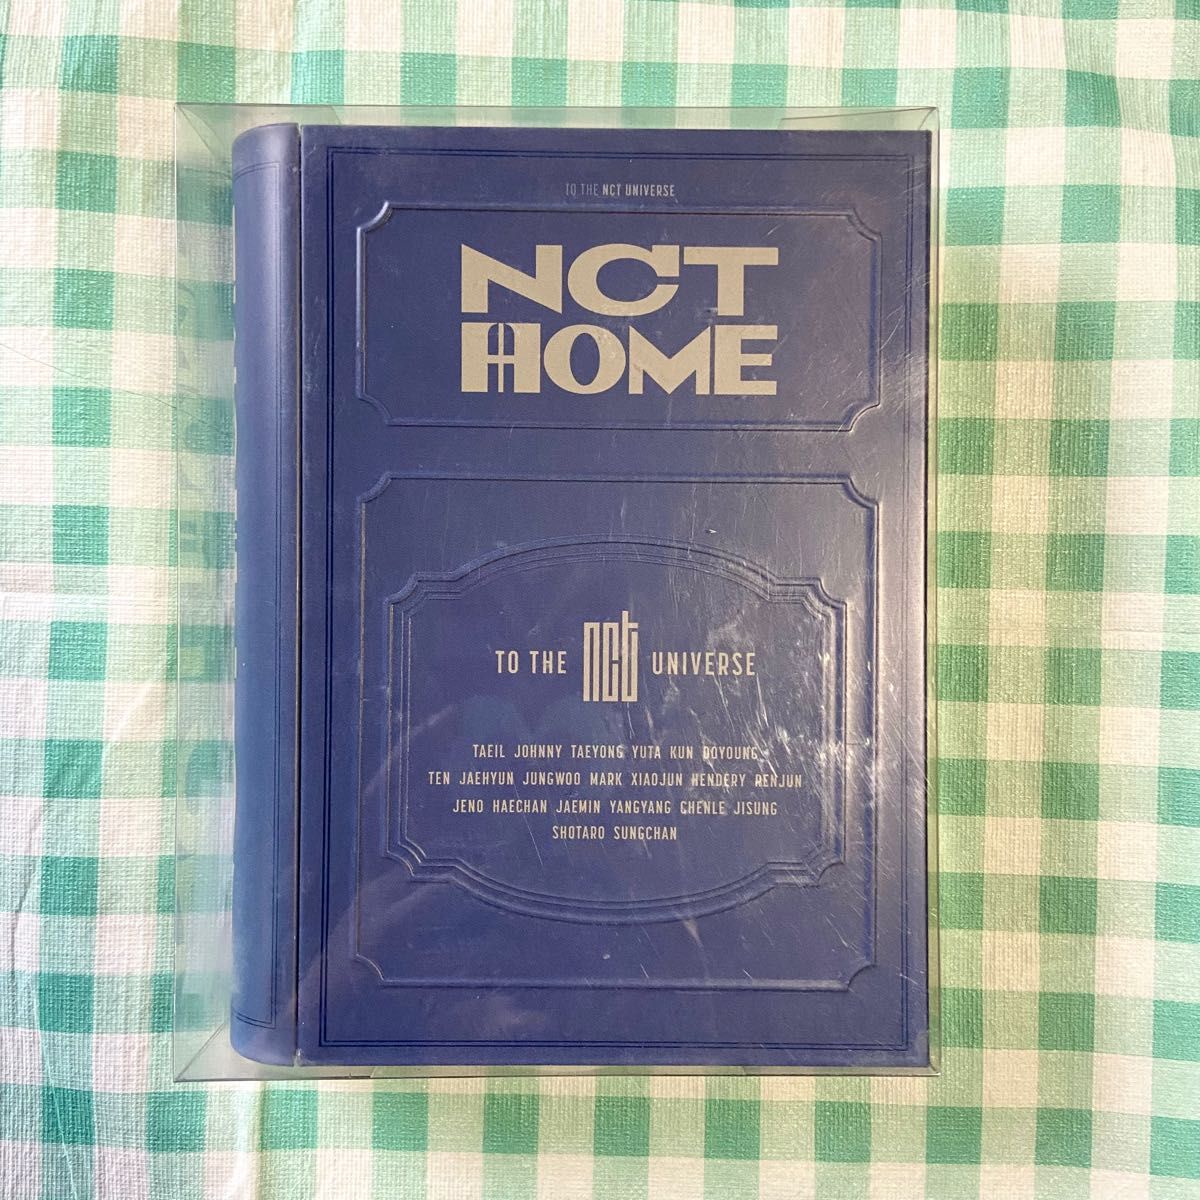 TO THE NCT UNIVERSE
NCT
HOME
TO THE nct UNIVERSE
TAEIL JOHNNY TAEYONG YUTA KUN DOYOUNG
TEN JAEHYUN JUNGWOO MARK XIAOJUN HENDERY RENJUN
JENO HAECHAN JAEMIN YANGYANG CHENLE JISUNG
SHOTARO SUNGCHAN